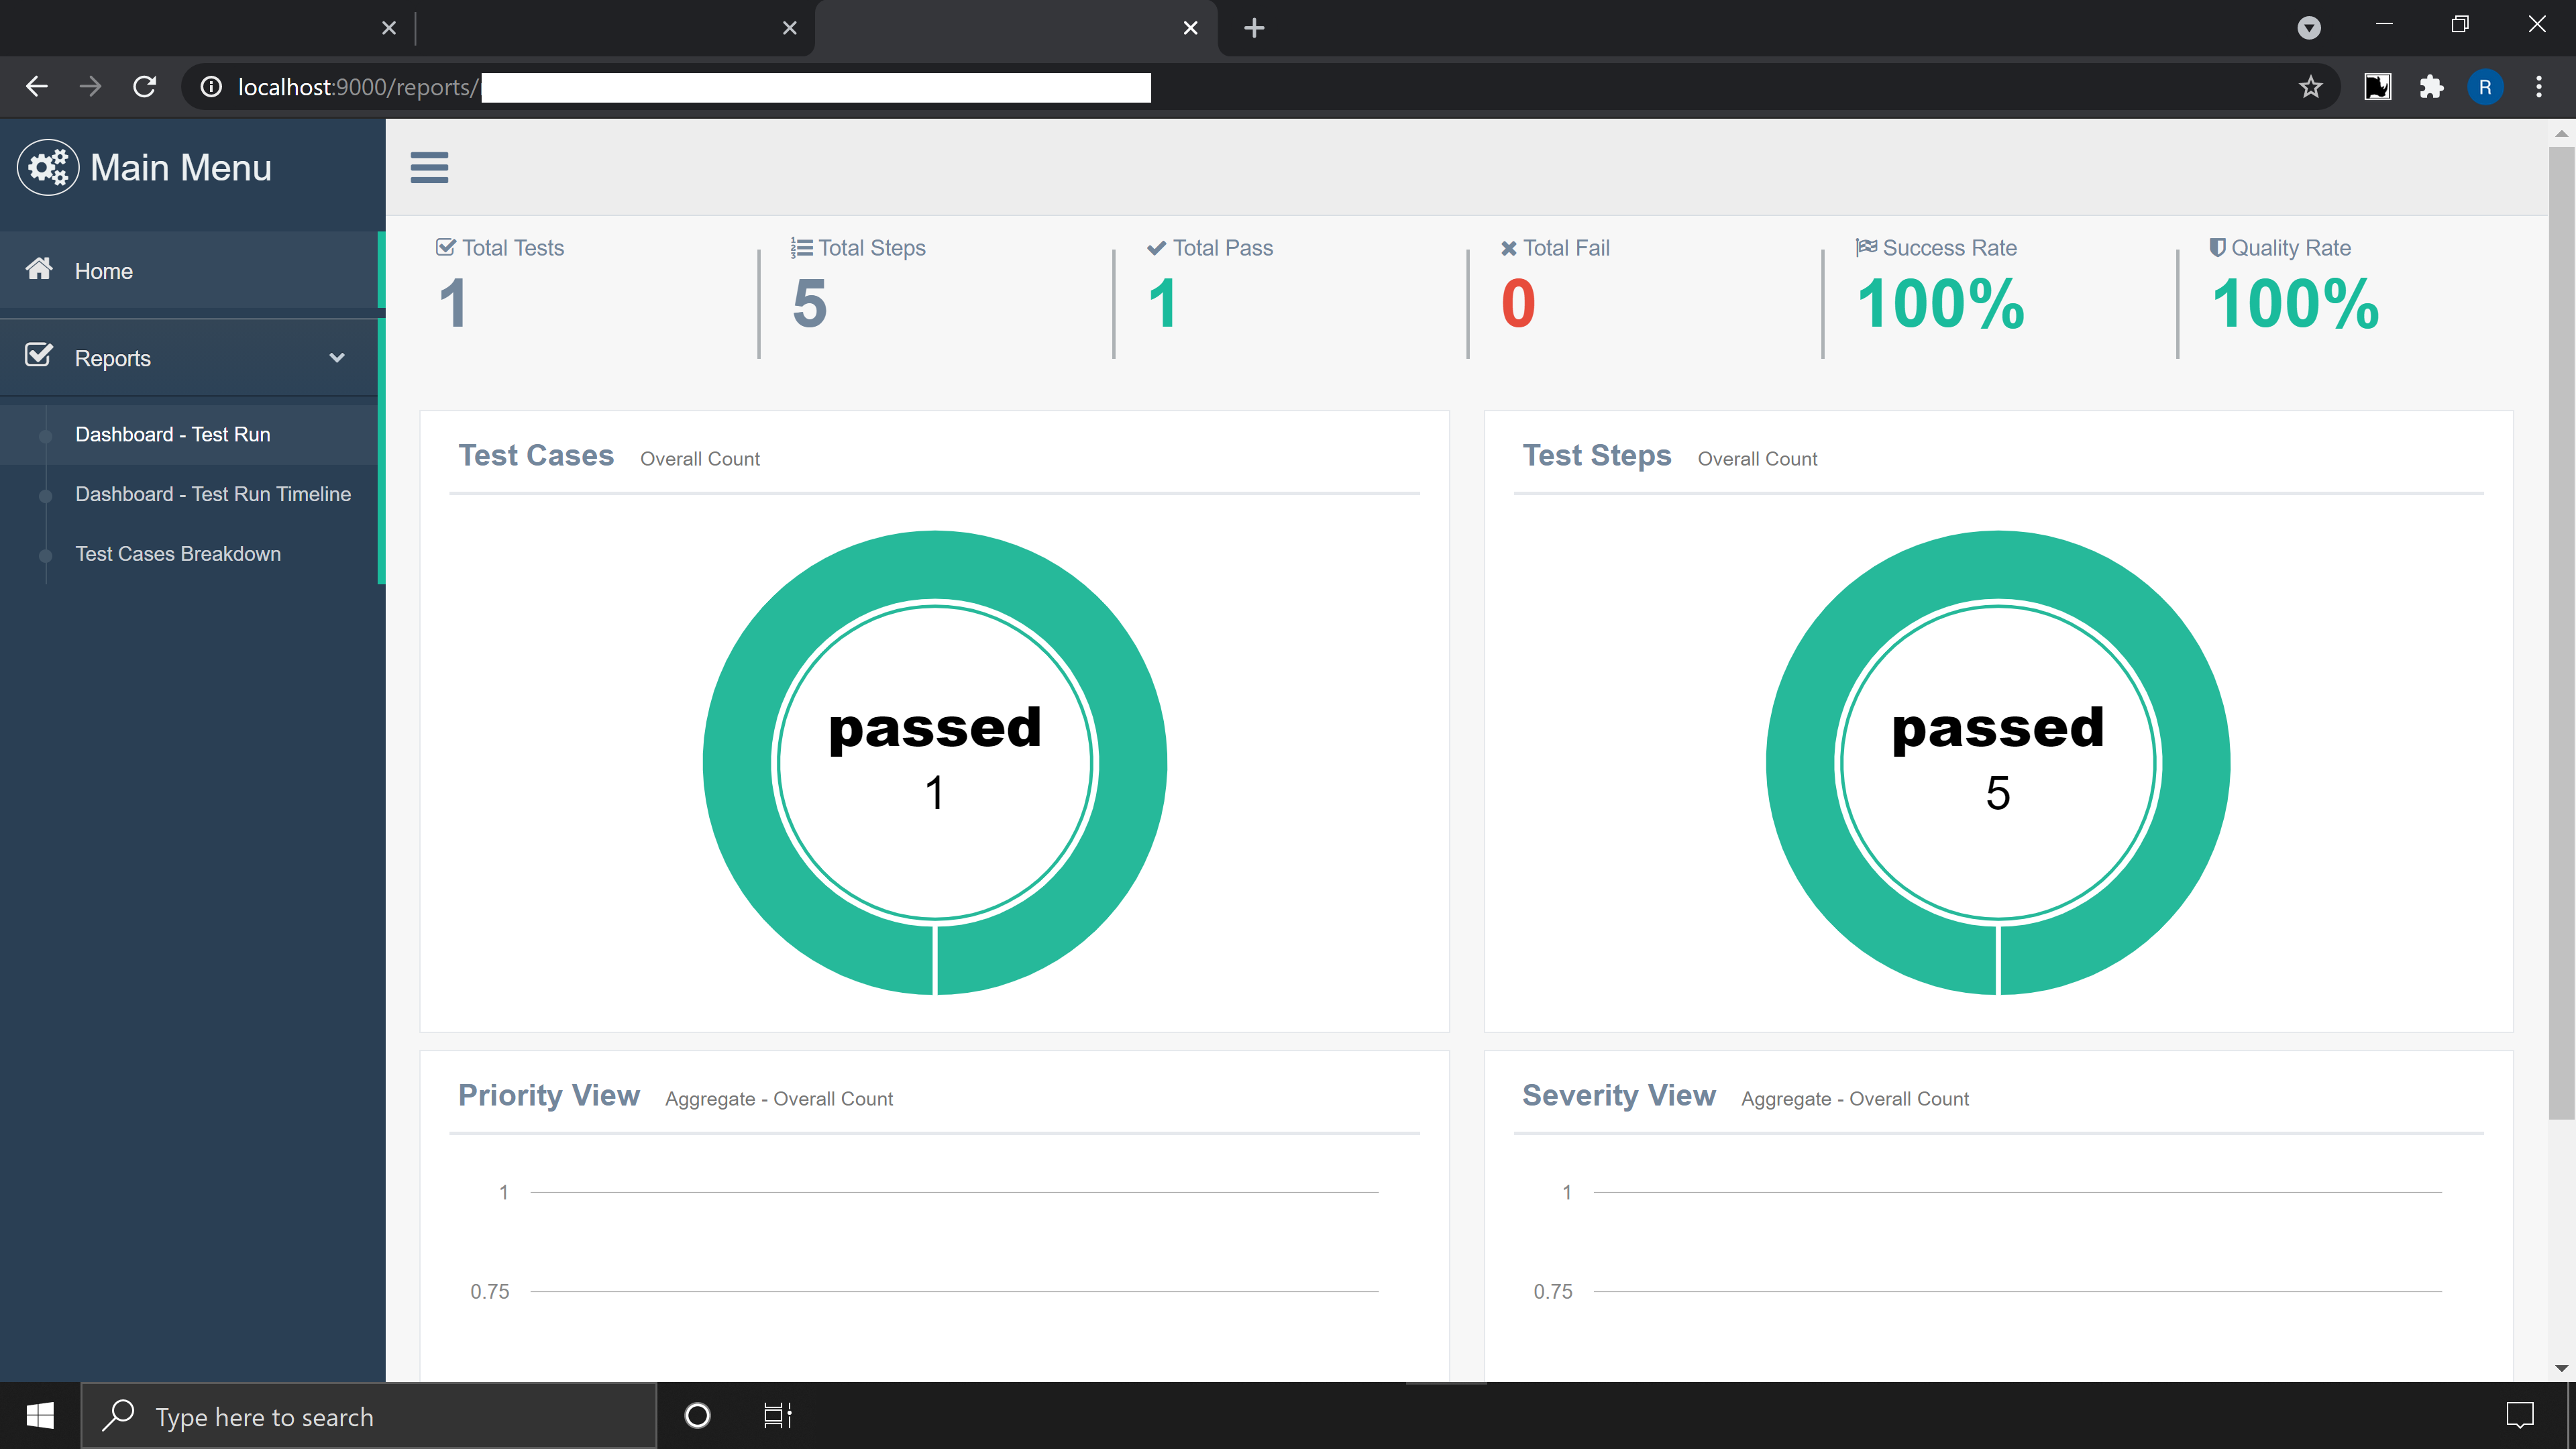 localhost:9000/reports/
R
Main Menu
Home
Reports
Dashboard - Test Run
Dashboard - Test Run Timeline
Test Cases Breakdown
Total Tests
1
Total Steps
5
Total Pass
1
Total Fail
0
Success Rate
100%
Quality Rate
100%
Test Cases Overall Count
passed
1
Test Steps Overall Count
passed
5
Priority View Aggregate - Overall Count
1
0.75
Severity View Aggregate - Overall Count
1
0.75
Type here to search